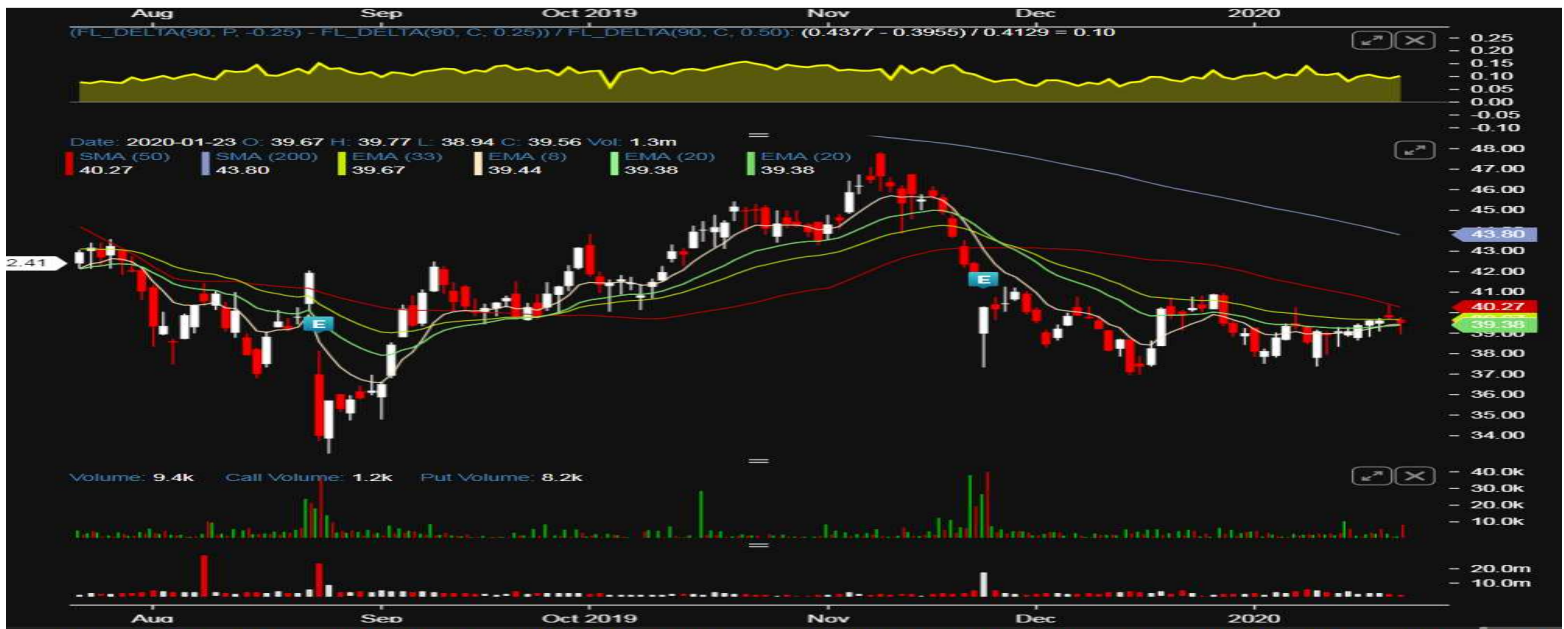 Aug Sep Oct 2019 Nov Dec 2020
(FL_DELTA(90, P, -0.25) - FL_DELTA(90, C, 0.25)) / FL_DELTA(90, C, 0.50): (0.4377 - 0.3955) / 0.4129 = 0.10
0.25
0.20
0.15
0.10
0.05
0.00
-0.05
-0.10
Date: 2020-01-23 O: 39.67 H: 39.77 L: 38.94 C: 39.56 Vol: 1.3m
SMA (50) SMA (200) EMA (33) EMA (8) EMA (20) EMA (20)
40.27 43.80 39.67 39.44 39.38 39.38
48.00
47.00
46.00
45.00
44.00
43.80
43.00
2.41
42.00
41.00
40.27
39.38
39.00
38.00
37.00
36.00
35.00
34.00
E
E
Volume: 9.4k Call Volume: 1.2k Put Volume: 8.2k
40.0k
30.0k
20.0k
10.0k
20.0m
10.0m
Aug Sep Oct 2019 Nov Dec 2020